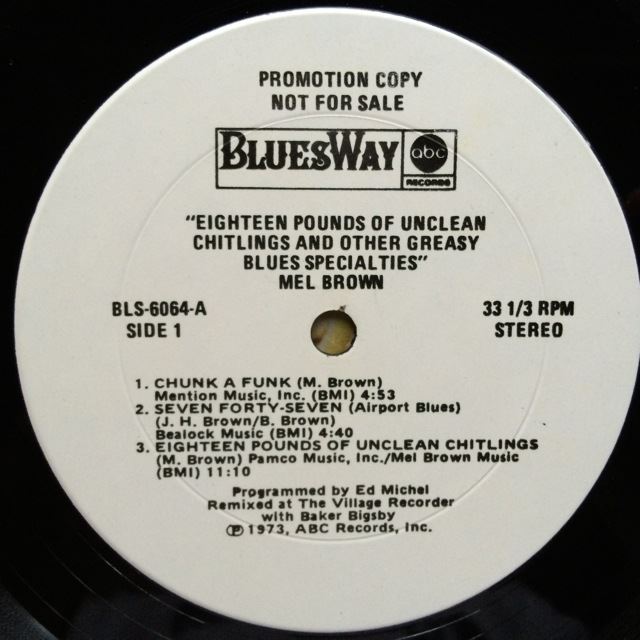 PROMOTION COPY
NOT FOR SALE
BLUESWAY abc
RECORDS
"EIGHTEEN POUNDS OF UNCLEAN
CHITLINGS AND OTHER GREASY
BLUES SPECIALTIES"
MEL BROWN
BLS-6064-A
SIDE 1
33 1/3 RPM
STEREO
1. CHUNK A FUNK (M. Brown)
Mention Music, Inc. (BMI) 4:53
2. SEVEN FORTY-SEVEN (Airport Blues)
(J. H. Brown/B. Brown)
Bealock Music (BMI) 4:40
3. EIGHTEEN POUNDS OF UNCLEAN CHITLINGS
(M. Brown) Pamco Music, Inc./Mel Brown Music
(BMI) 11:10
Programmed by Ed Michel
Remixed at The Village Recorder
with Baker Bigsby
Ⓟ 1973, ABC Records, Inc.